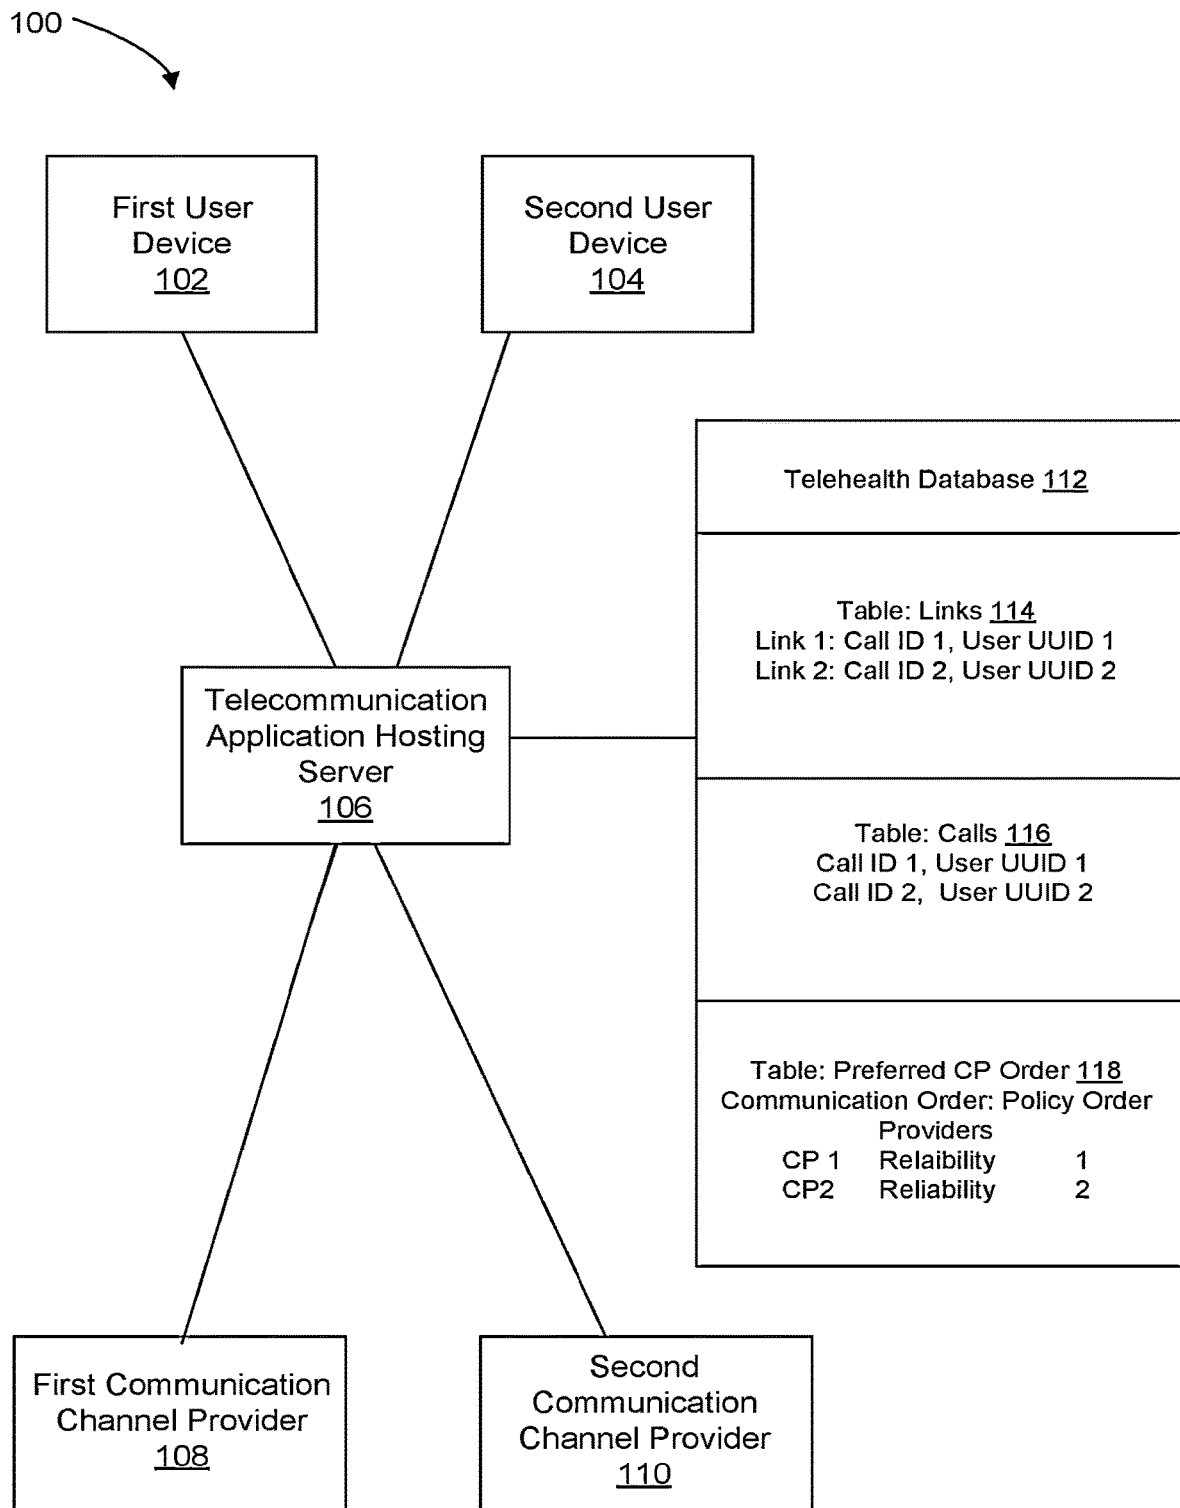 100
First User
Device
102
Second User
Device
104
Telehealth Database 112
Table: Links 114
Link 1: Call ID 1, User UUID 1
Link 2: Call ID 2, User UUID 2
Telecommunication
Application Hosting
Server
106
Table: Calls 116
Call ID 1, User UUID 1
Call ID 2, User UUID 2
Table: Preferred CP Order 118
Communication Order: Policy Order
Providers
CP 1 Relaibility 1
CP2 Reliability 2
First Communication
Channel Provider
108
Second
Communication
Channel Provider
110